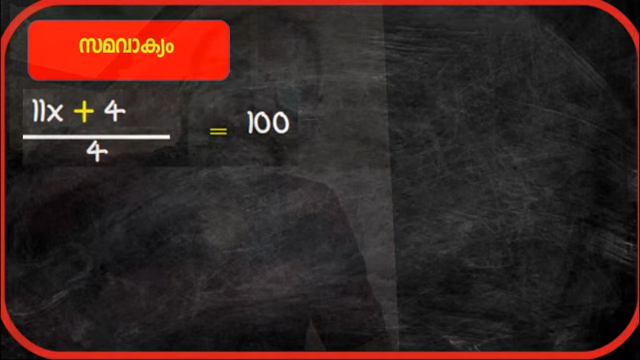 സമവാക്യം
11x + 4
4
= 100